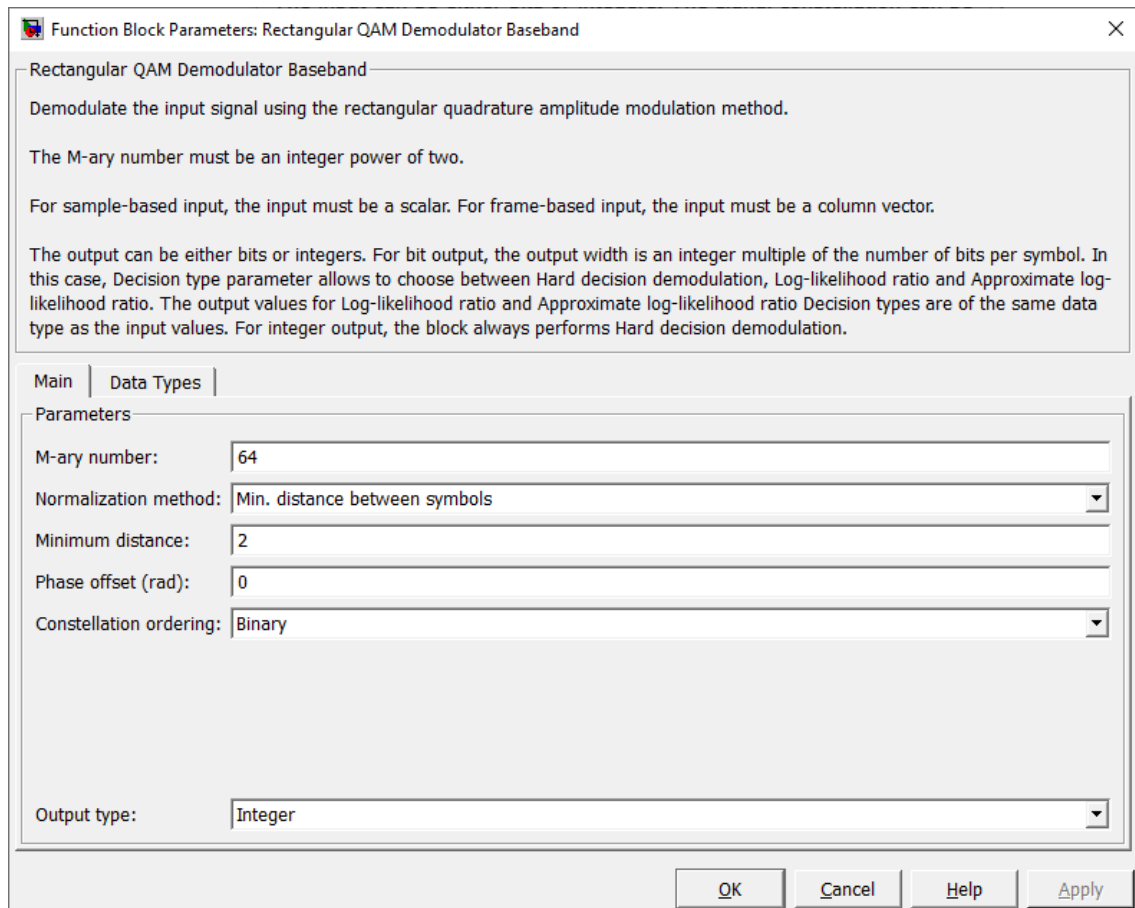 Function Block Parameters: Rectangular QAM Demodulator Baseband
Rectangular QAM Demodulator Baseband
Demodulate the input signal using the rectangular quadrature amplitude modulation method.
The M-ary number must be an integer power of two.
For sample-based input, the input must be a scalar. For frame-based input, the input must be a column vector.
The output can be either bits or integers. For bit output, the output width is an integer multiple of the number of bits per symbol. In
this case, Decision type parameter allows to choose between Hard decision demodulation, Log-likelihood ratio and Approximate log-
likelihood ratio. The output values for Log-likelihood ratio and Approximate log-likelihood ratio Decision types are of the same data
type as the input values. For integer output, the block always performs Hard decision demodulation.
Main Data Types
Parameters
M-ary number: 64
Normalization method: Min. distance between symbols
Minimum distance: 2
Phase offset (rad): 0
Constellation ordering: Binary
Output type: Integer
OK Cancel Help Apply